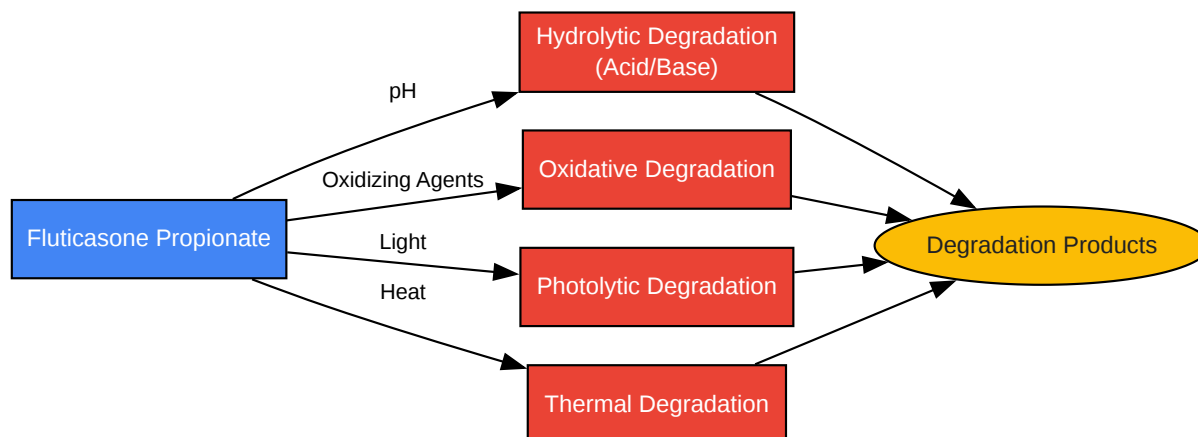 Hydrolytic Degradation
(Acid/Base)
pH
Oxidizing Agents
Oxidative Degradation
Fluticasone Propionate
Light
Degradation Products
Photolytic Degradation
Heat
Thermal Degradation